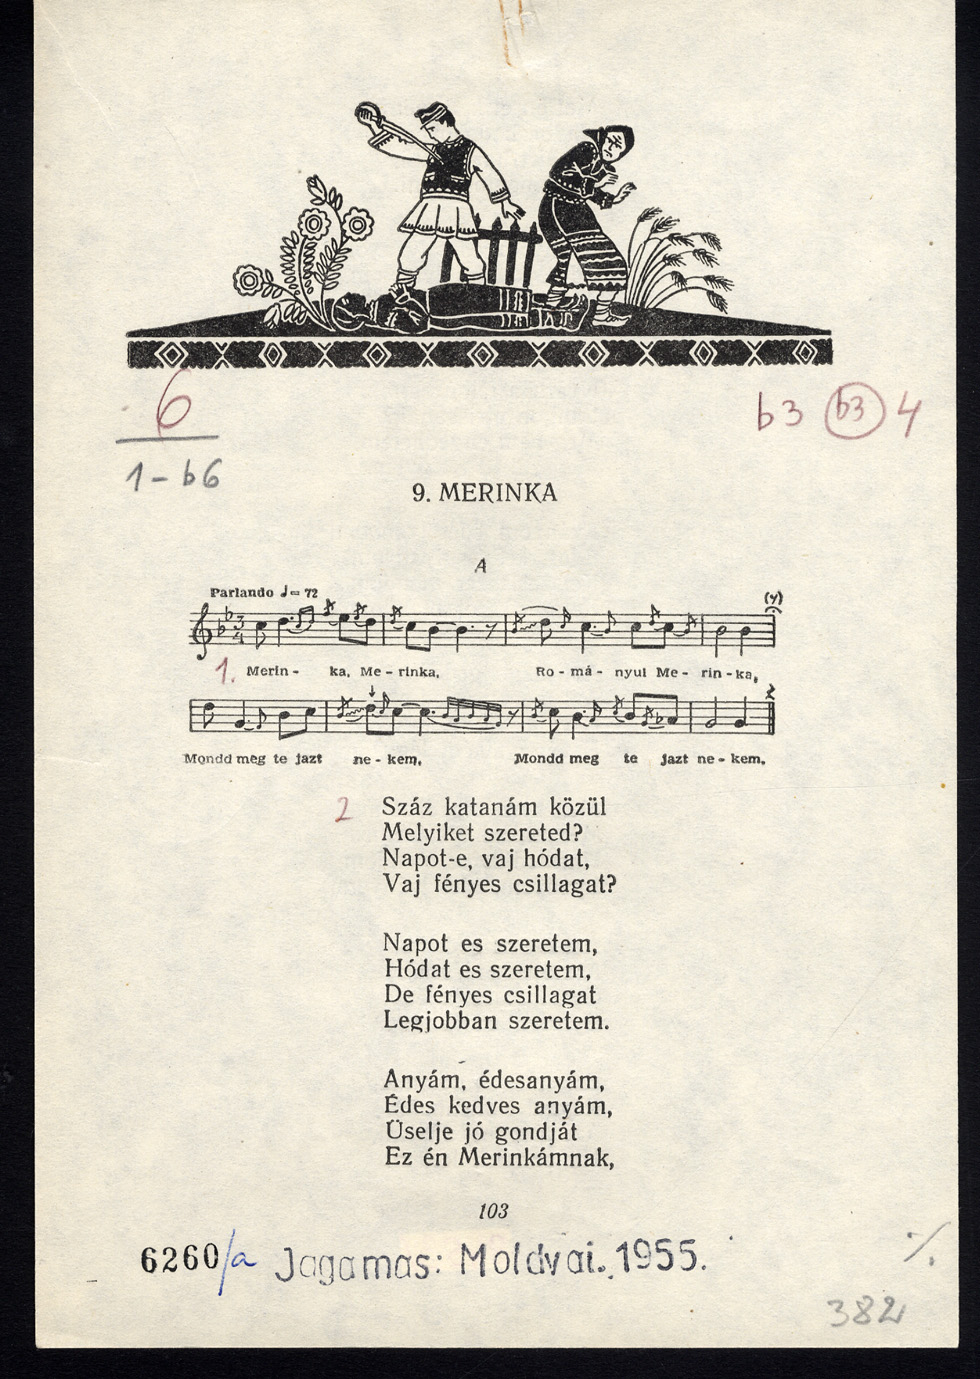 6
1-b6
b3 b3 4
9. MERINKA
A
Parlando ♩= 72
(4)
1. Merin - ka, Me - rinka, Ro - má - nyul Me - rin - ka,
Mondd meg te jazt ne - kem, Mondd meg te jazt ne - kem.
2 Száz katanám közül
Melyiket szereted?
Napot-e, vaj hódat,
Vaj fényes csillagat?
Napot es szeretem,
Hódat es szeretem,
De fényes csillagat
Legjobban szeretem.
Anyám, édesanyám,
Édes kedves anyám,
Üselje jó gondját
Ez én Merinkámnak,
103
6260/a Jagamas: Moldvai. 1955.
%.
382